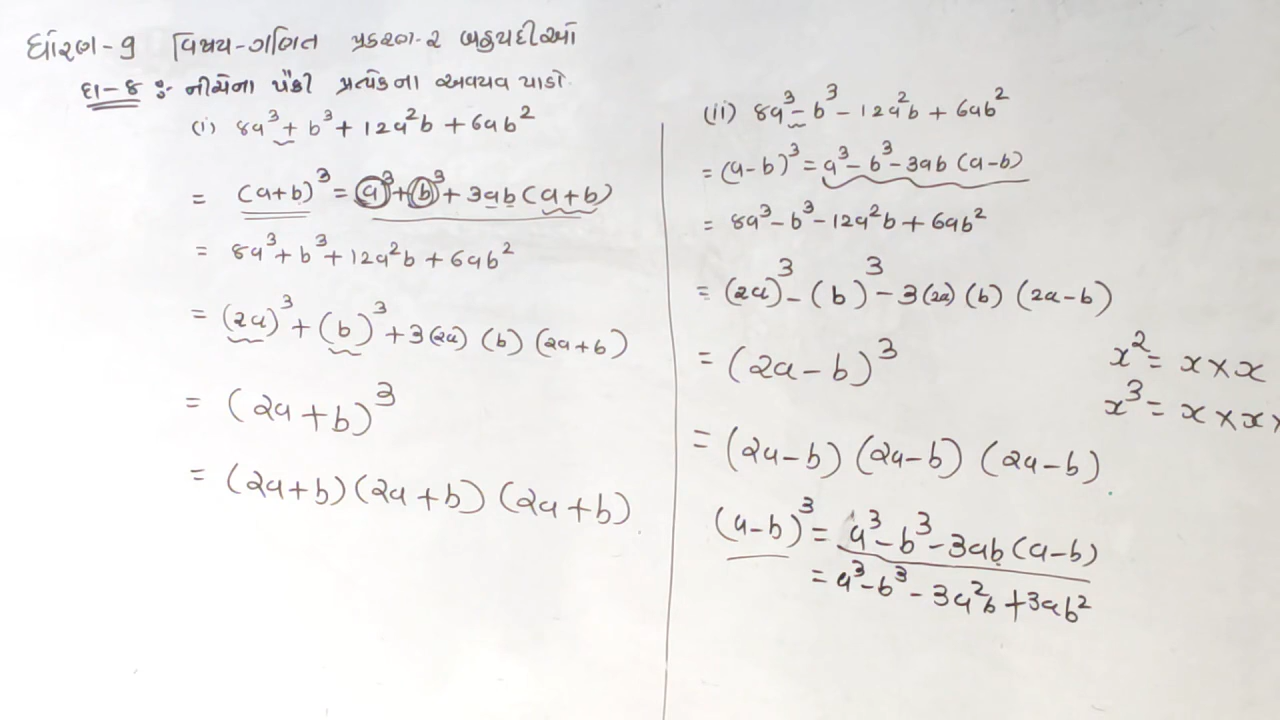 ધોરણ-9 વિષય-ગણિત પ્રકરણ-૨ બહુપદીઓ
દા-૪ : નીચેના પૈકી પ્રત્યેકના અવયવ પાડો.
(i) 8a³ + b³ + 12a²b + 6ab²
= (a+b)³ = a³+b³+3ab(a+b)
= 8a³+b³+12a²b+6ab²
= (2a)³+(b)³+3(2a)(b)(2a+b)
= (2a+b)³
= (2a+b)(2a+b)(2a+b)
(ii) 8a³-b³-12a²b+6ab²
= (a-b)³ = a³-b³-3ab(a-b)
= 8a³-b³-12a²b+6ab²
= (2a)³-(b)³-3(2a)(b)(2a-b)
= (2a-b)³
= (2a-b)(2a-b)(2a-b)
(a-b)³ = a³-b³-3ab(a-b)
= a³-b³-3a²b+3ab²
x² = x×x
x³ = x×x×